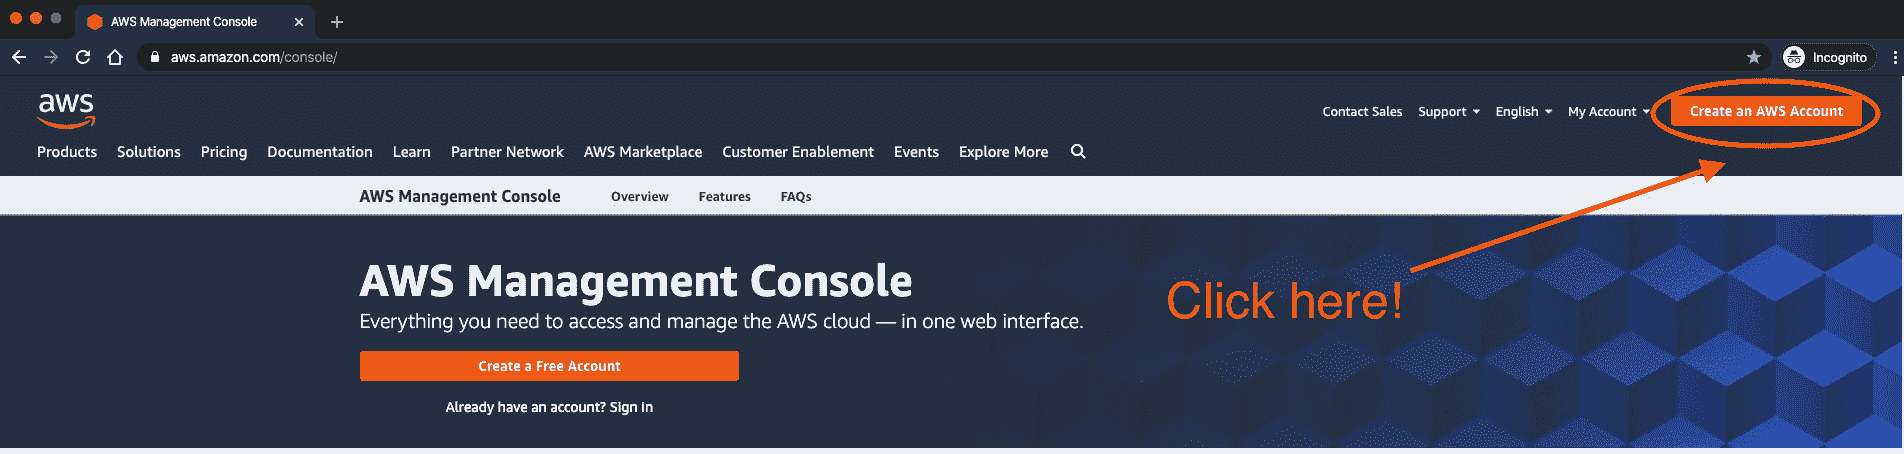 AWS Management Console
aws.amazon.com/console/
Incognito
aws
Contact Sales Support English My Account Create an AWS Account
Products Solutions Pricing Documentation Learn Partner Network AWS Marketplace Customer Enablement Events Explore More
AWS Management Console Overview Features FAQs
AWS Management Console
Everything you need to access and manage the AWS cloud — in one web interface.
Click here!
Create a Free Account
Already have an account? Sign In